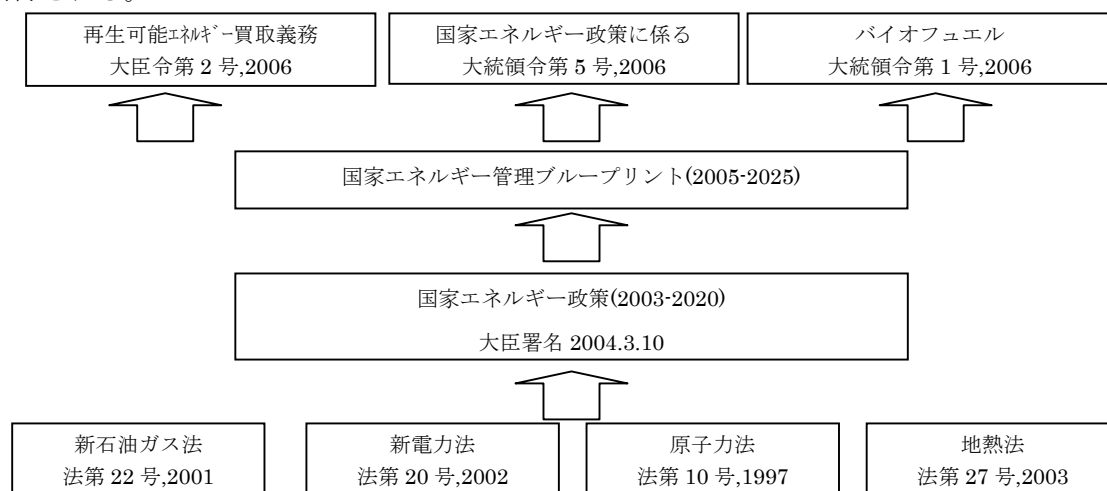 再生可能ｴﾈﾙｷﾞｰ買取義務
大臣令第 2 号,2006
国家エネルギー政策に係る
大統領令第 5 号,2006
バイオフュエル
大統領令第 1 号,2006
国家エネルギー管理ブループリント(2005-2025)
国家エネルギー政策(2003-2020)
大臣署名 2004.3.10
新石油ガス法
法第 22 号,2001
新電力法
法第 20 号,2002
原子力法
法第 10 号,1997
地熱法
法第 27 号,2003